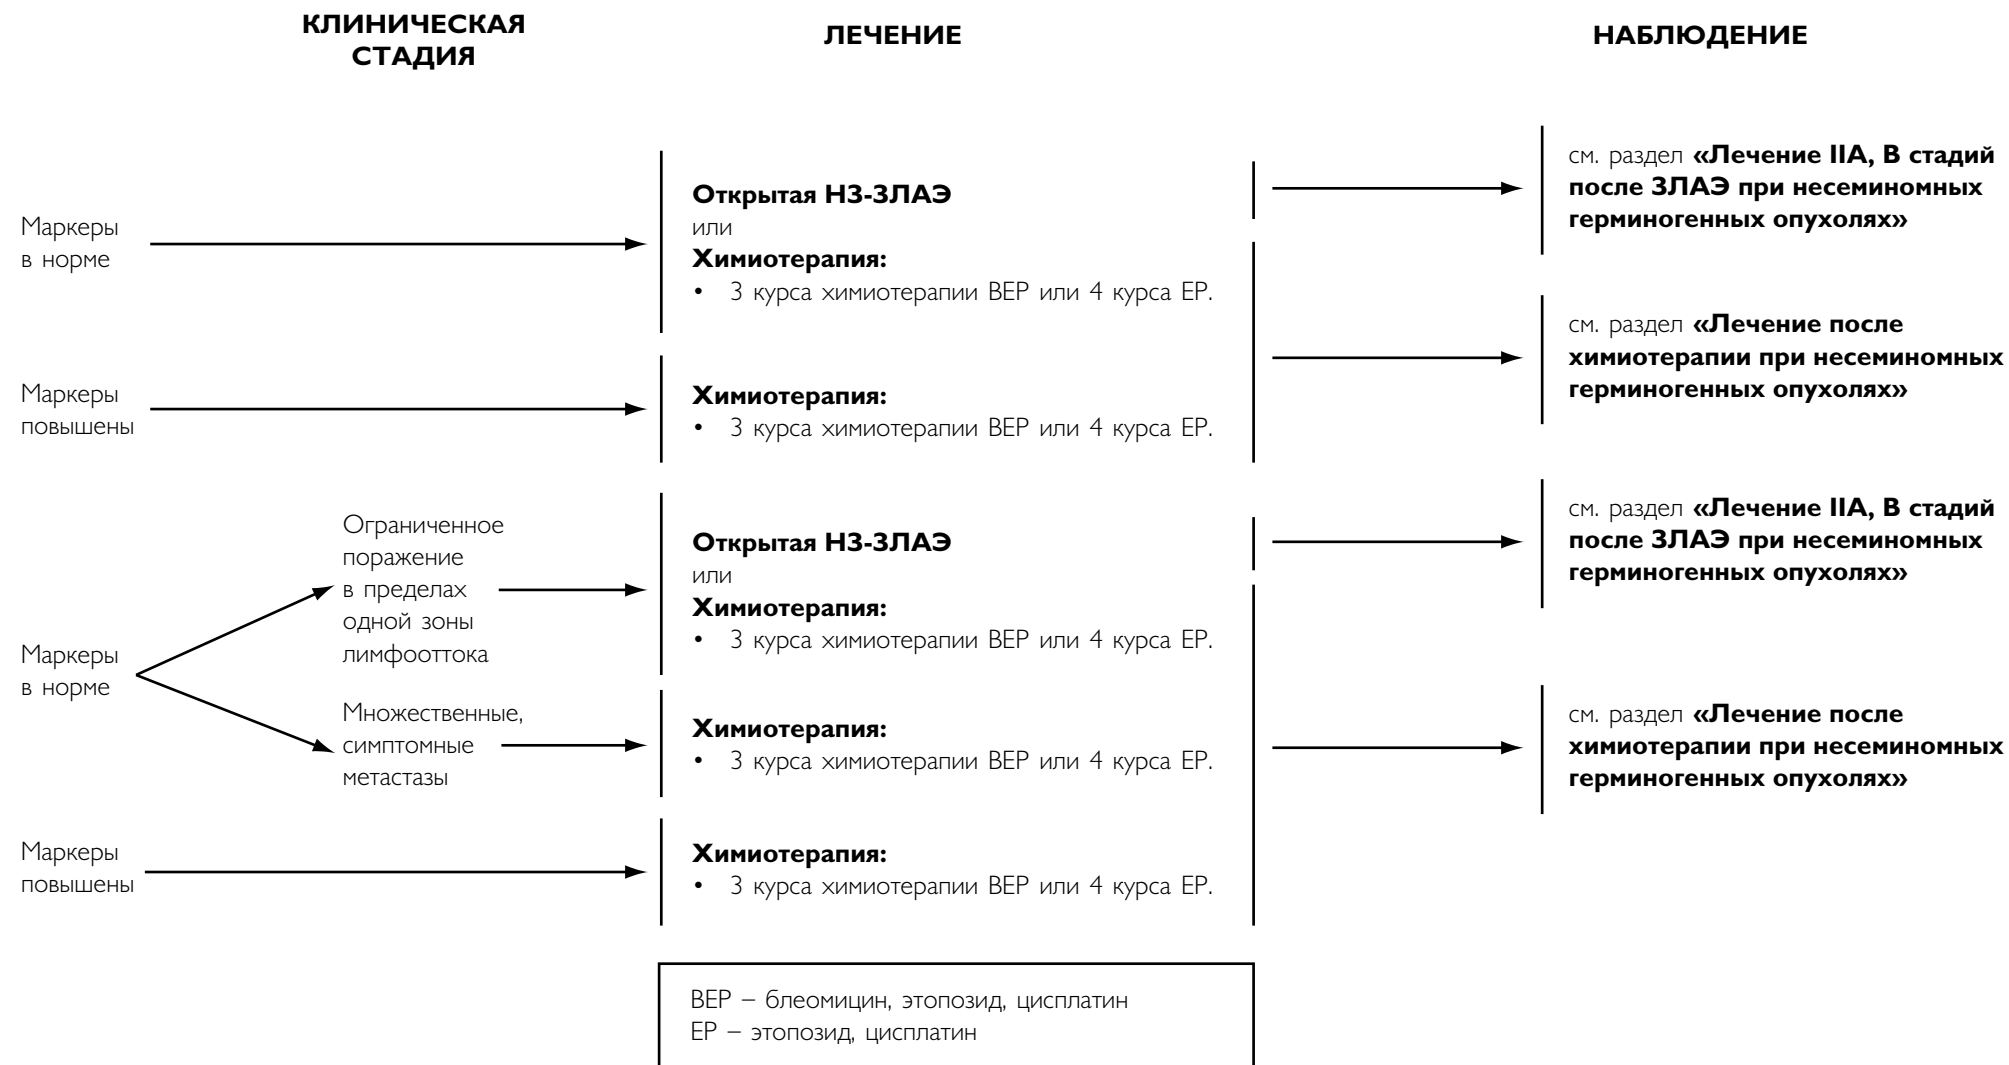 КЛИНИЧЕСКАЯ
СТАДИЯ
ЛЕЧЕНИЕ
НАБЛЮДЕНИЕ
Маркеры
в норме
Открытая НЗ-ЗЛАЭ
или
Химиотерапия:
• 3 курса химиотерапии BEP или 4 курса EP.
см. раздел «Лечение IIA, B стадий
после ЗЛАЭ при несеминомных
герминогенных опухолях»
Маркеры
повышены
Химиотерапия:
• 3 курса химиотерапии BEP или 4 курса EP.
см. раздел «Лечение после
химиотерапии при несеминомных
герминогенных опухолях»
Маркеры
в норме
Ограниченное
поражение
в пределах
одной зоны
лимфооттока
Открытая НЗ-ЗЛАЭ
или
Химиотерапия:
• 3 курса химиотерапии BEP или 4 курса EP.
см. раздел «Лечение IIA, B стадий
после ЗЛАЭ при несеминомных
герминогенных опухолях»
Множественные,
симптомные
метастазы
Химиотерапия:
• 3 курса химиотерапии BEP или 4 курса EP.
см. раздел «Лечение после
химиотерапии при несеминомных
герминогенных опухолях»
Маркеры
повышены
Химиотерапия:
• 3 курса химиотерапии BEP или 4 курса EP.
BEP – блеомицин, этопозид, цисплатин
EP – этопозид, цисплатин